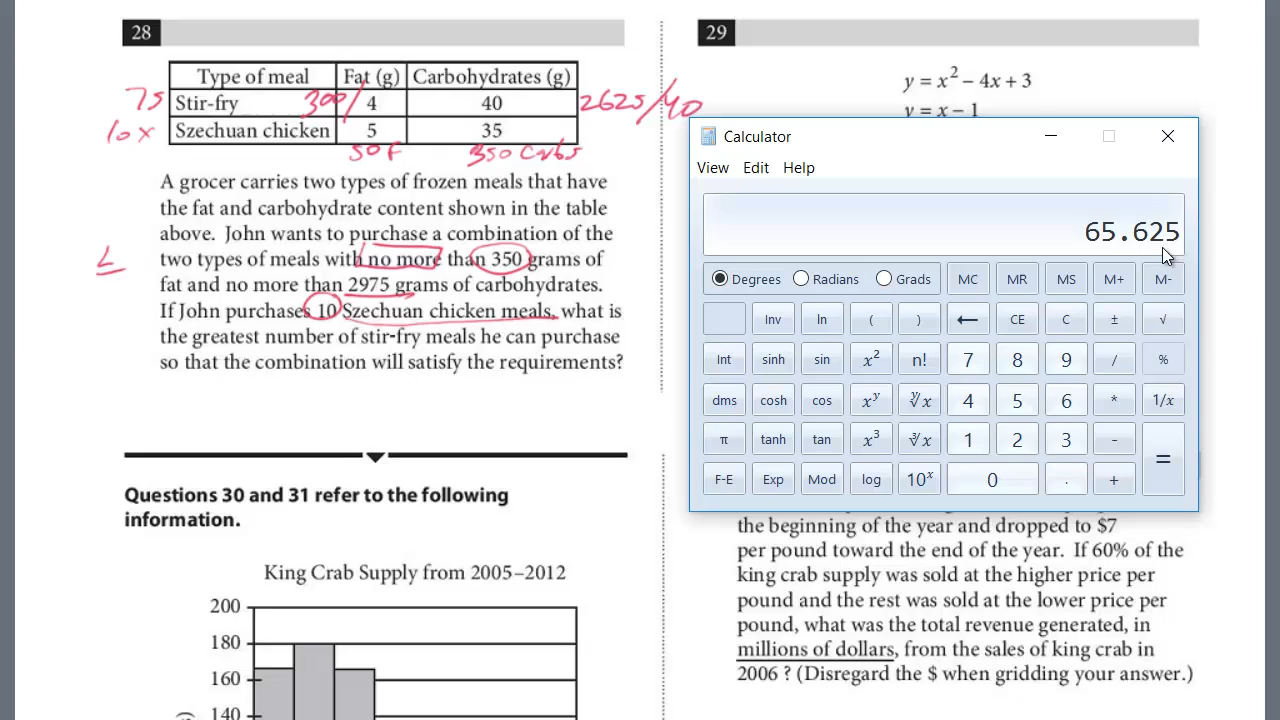 28
Type of meal Fat (g) Carbohydrates (g)
75 Stir-fry 300/ 4 40 2625/40
10x Szechuan chicken 5 35
50F 350 Carbs
A grocer carries two types of frozen meals that have
the fat and carbohydrate content shown in the table
above. John wants to purchase a combination of the
≤ two types of meals with no more than 350 grams of
fat and no more than 2975 grams of carbohydrates.
If John purchases 10 Szechuan chicken meals, what is
the greatest number of stir-fry meals he can purchase
so that the combination will satisfy the requirements?
Questions 30 and 31 refer to the following
information.
King Crab Supply from 2005–2012
200
180
160
140
29
y = x² – 4x + 3
y = x – 1
Calculator
View Edit Help
65.625
Degrees Radians Grads MC MR MS M+ M-
Inv ln ( ) ← CE C ± √
Int sinh sin x² n! 7 8 9 / %
dms cosh cos xʸ ʸ√x 4 5 6 * 1/x
π tanh tan x³ ³√x 1 2 3 - =
F-E Exp Mod log 10ˣ 0 . +
the beginning of the year and dropped to $7
per pound toward the end of the year. If 60% of the
king crab supply was sold at the higher price per
pound and the rest was sold at the lower price per
pound, what was the total revenue generated, in
millions of dollars, from the sales of king crab in
2006 ? (Disregard the $ when gridding your answer.)